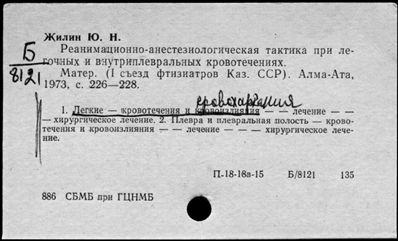 Жилин Ю. Н.
Б
8121
Реанимационно-анестезиологическая тактика при ле-
гочных и внутриплевральных кровотечениях.
Матер. (I съезд фтизиатров Каз. ССР). Алма-Ата,
1973, с. 226—228.
кровохаркания
1. Легкие — кровотечения и кровоизлияния — — лечение —
— хирургическое лечение. 2. Плевра и плевральная полость — крово-
течения и кровоизлияния — — лечение — — — хирургическое лече-
ние.
П-18-18а-15 Б/8121 135
886 СБМБ при ГЦНМБ